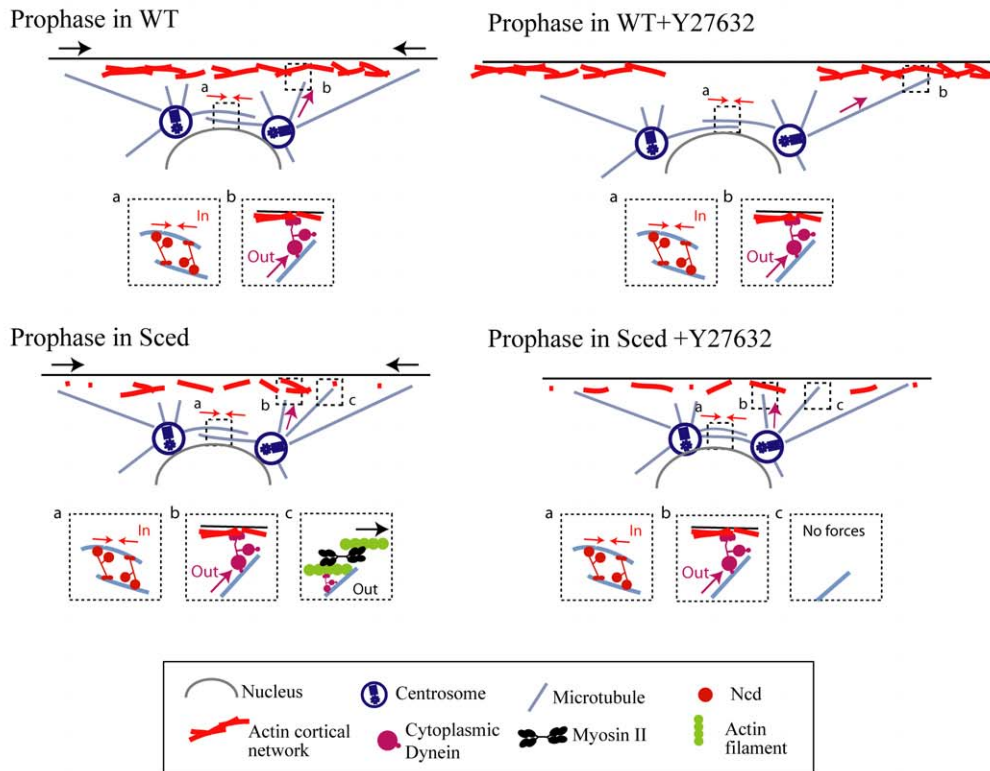 Prophase in WT
Prophase in WT+Y27632
a
b
a
b
a
b
In
Out
a
b
In
Out
Prophase in Sced
Prophase in Sced +Y27632
a
b
c
a
b
c
a
b
c
In
Out
Out
a
b
c
In
Out
No forces
Nucleus
Centrosome
Microtubule
Ncd
Actin cortical
network
Cytoplasmic
Dynein
Myosin II
Actin
filament